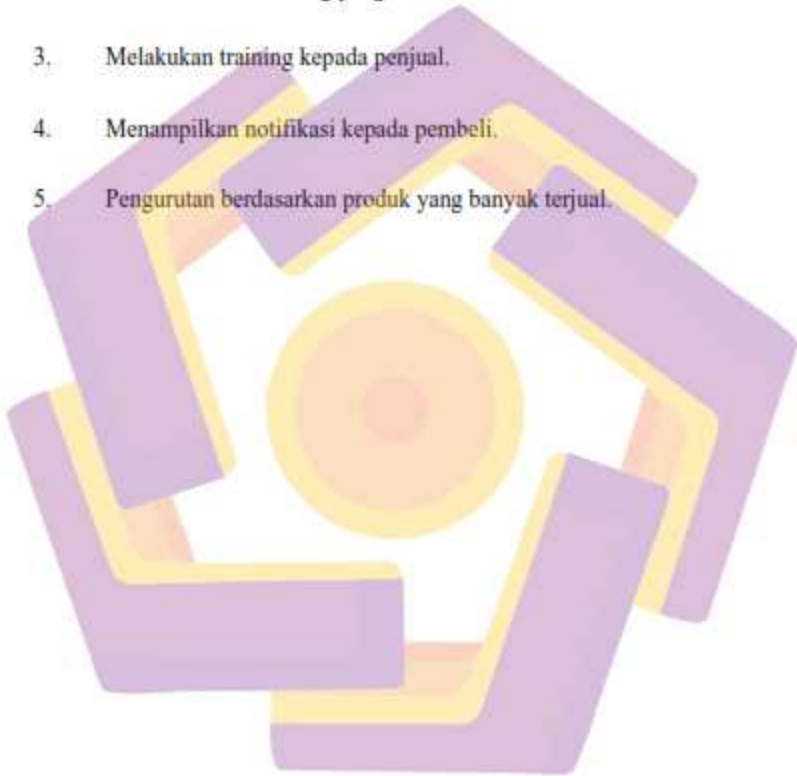 3. Melakukan training kepada penjual.
4. Menampilkan notifikasi kepada pembeli.
5. Pengurutan berdasarkan produk yang banyak terjual.